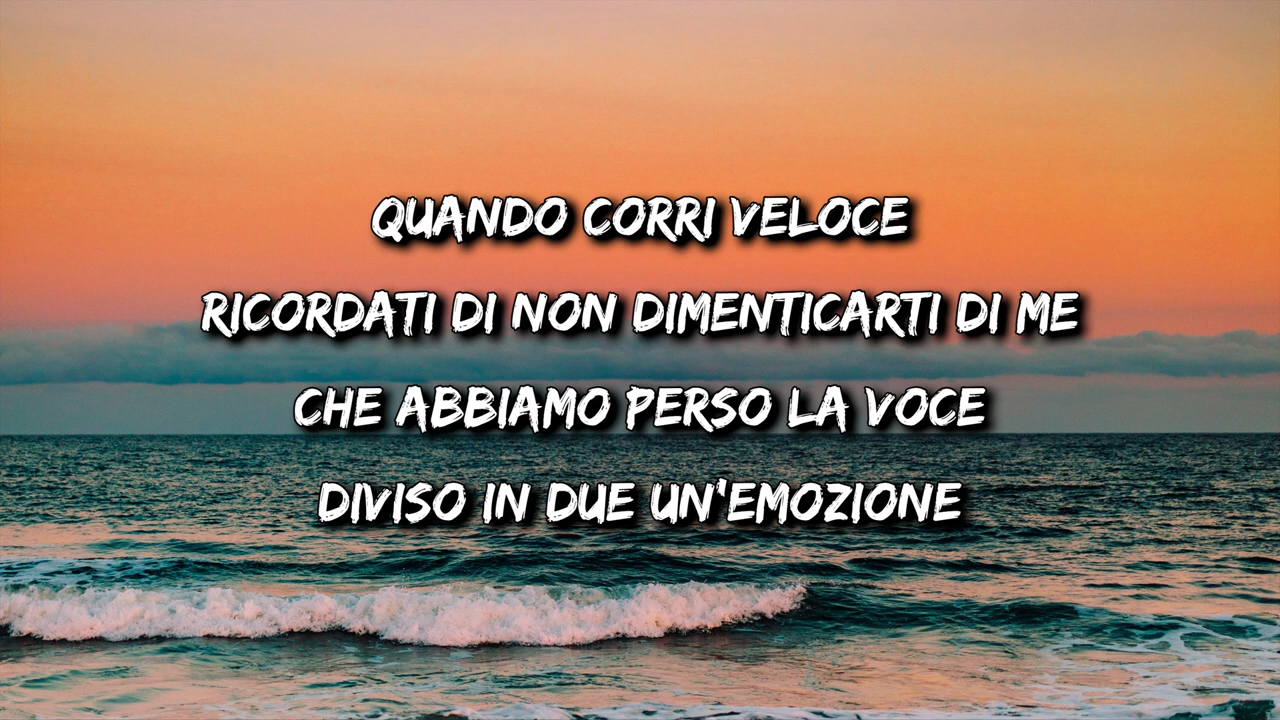 QUANDO CORRI VELOCE
RICORDATI DI NON DIMENTICARTI DI ME
CHE ABBIAMO PERSO LA VOCE
DIVISO IN DUE UN'EMOZIONE